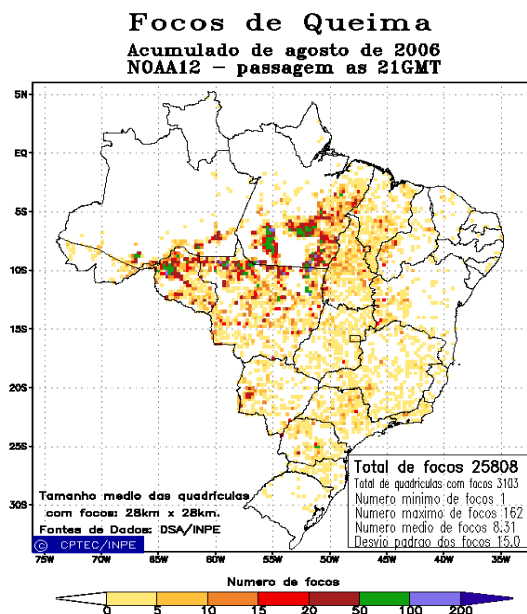 Focos de Queima
Acumulado de agosto de 2006
NOAA12 – passagem as 21GMT
5N
EQ
5S
10S
15S
20S
25S
30S
Total de focos 25808
Total de quadriculas com focos 3103
Numero minimo de focos 1
Numero maximo de focos 162
Numero medio de focos 8.31
Desvio padrao dos focos 15.0
Tamanho medio das quadrículas
com focos: 28km x 28km.
Fontes de Dados: DSA/INPE
© CPTEC/INPE
75W 70W 65W 60W 55W 50W 45W 40W 35W
Numero de focos
0 5 10 15 20 50 100 200